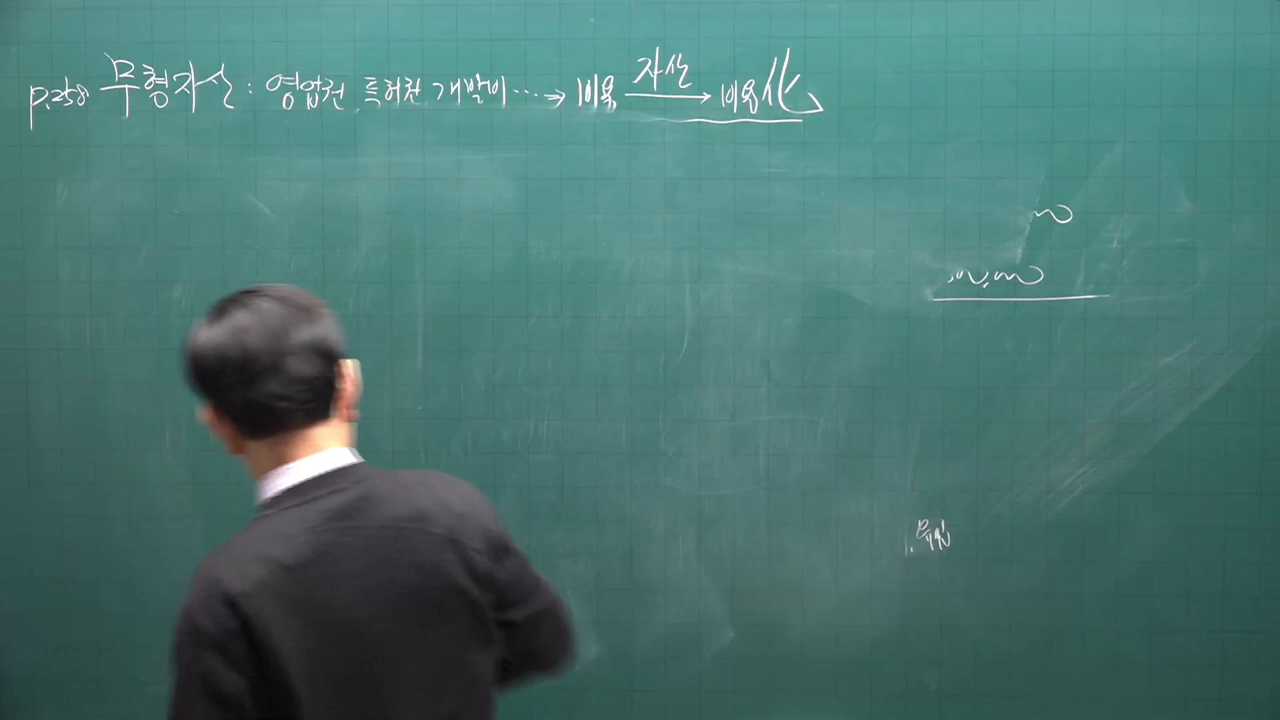 p.258 무형자산 : 영업권 특허권 개발비 ···→ 비용 자산→ 비용化